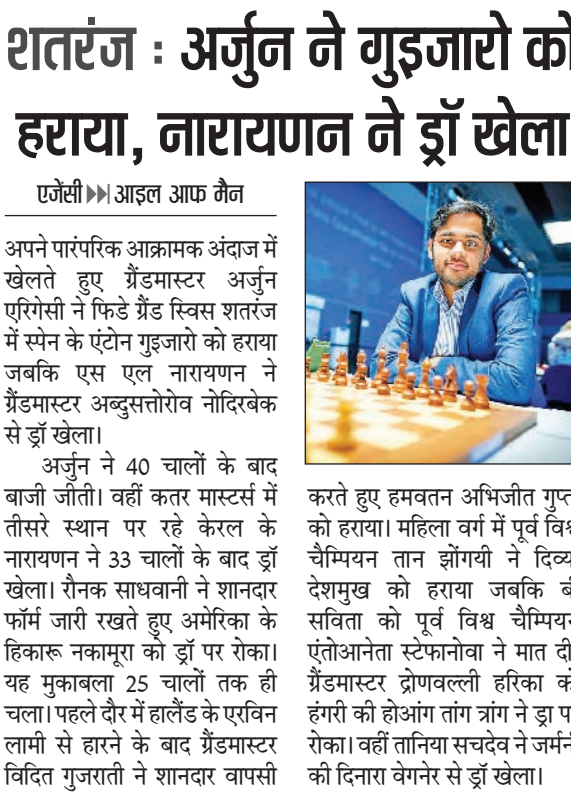 शतरंज : अर्जुन ने गुइजारो को
हराया, नारायणन ने ड्रॉ खेला
एजेंसी आइल आफ मैन
अपने पारंपरिक आक्रामक अंदाज में
खेलते हुए ग्रैंडमास्टर अर्जुन
एरिगेसी ने फिडे ग्रैंड स्विस शतरंज
में स्पेन के एंटोन गुइजारो को हराया
जबकि एस एल नारायणन ने
ग्रैंडमास्टर अब्दुसत्तोरोव नोदिरबेक
से ड्रॉ खेला।
अर्जुन ने 40 चालों के बाद
बाजी जीती। वहीं कतर मास्टर्स में
तीसरे स्थान पर रहे केरल के
नारायणन ने 33 चालों के बाद ड्रॉ
खेला। रौनक साधवानी ने शानदार
फॉर्म जारी रखते हुए अमेरिका के
हिकारू नकामूरा को ड्रॉ पर रोका।
यह मुकाबला 25 चालों तक ही
चला। पहले दौर में हालैंड के एरविन
लामी से हारने के बाद ग्रैंडमास्टर
विदित गुजराती ने शानदार वापसी
करते हुए हमवतन अभिजीत गुप्त
को हराया। महिला वर्ग में पूर्व विश्व
चैम्पियन तान झोंगयी ने दिव्य
देशमुख को हराया जबकि बी
सविता को पूर्व विश्व चैम्पियन
एंतोआनेता स्टेफानोवा ने मात दी
ग्रैंडमास्टर द्रोणवल्ली हरिका को
हंगरी की होआंग तांग त्रांग ने ड्रा प
रोका। वहीं तानिया सचदेव ने जर्मनी
की दिनारा वेगनेर से ड्रॉ खेला।